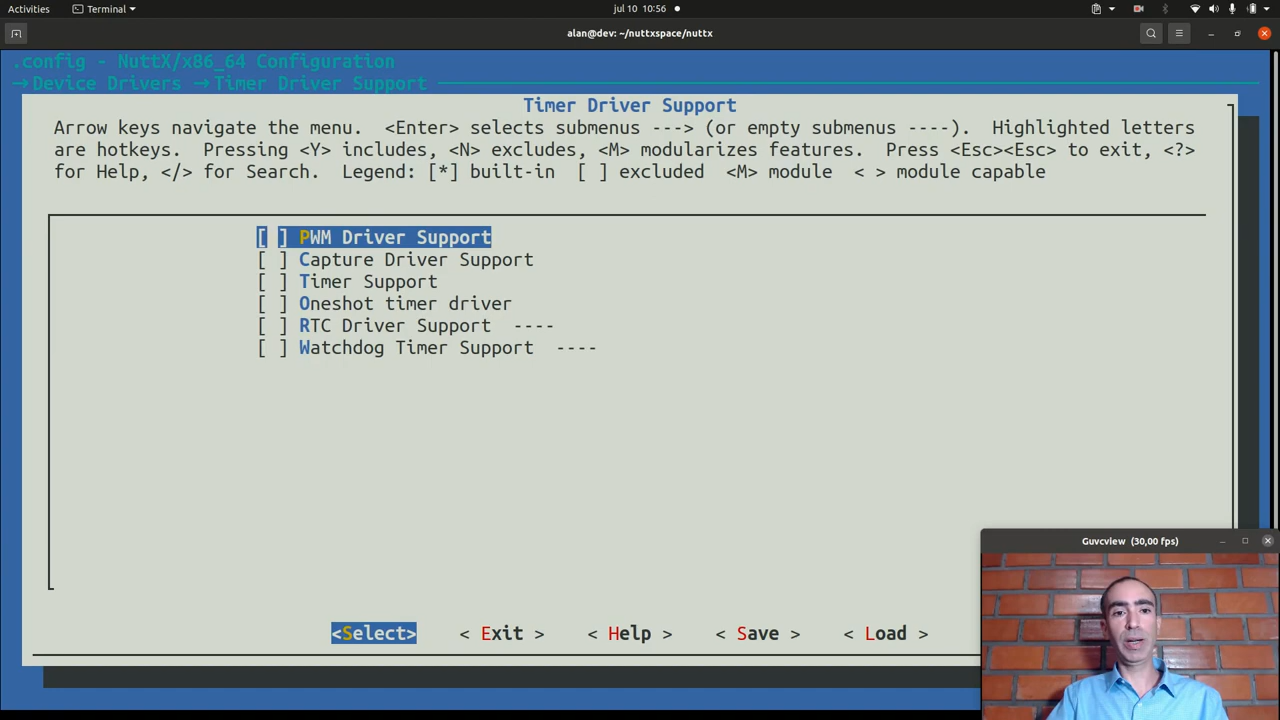 Activities
Terminal
jul 10 10:56
alan@dev: ~/nuttxspace/nuttx
.config - NuttX/x86_64 Configuration
→Device Drivers →Timer Driver Support
Timer Driver Support
Arrow keys navigate the menu. <Enter> selects submenus ---> (or empty submenus ----). Highlighted letters
are hotkeys. Pressing <Y> includes, <N> excludes, <M> modularizes features. Press <Esc><Esc> to exit, <?>
for Help, </> for Search. Legend: [*] built-in [ ] excluded <M> module < > module capable
[ ] PWM Driver Support
[ ] Capture Driver Support
[ ] Timer Support
[ ] Oneshot timer driver
[ ] RTC Driver Support ----
[ ] Watchdog Timer Support ----
Guvcview (30,00 fps)
<Select> < Exit > < Help > < Save > < Load >